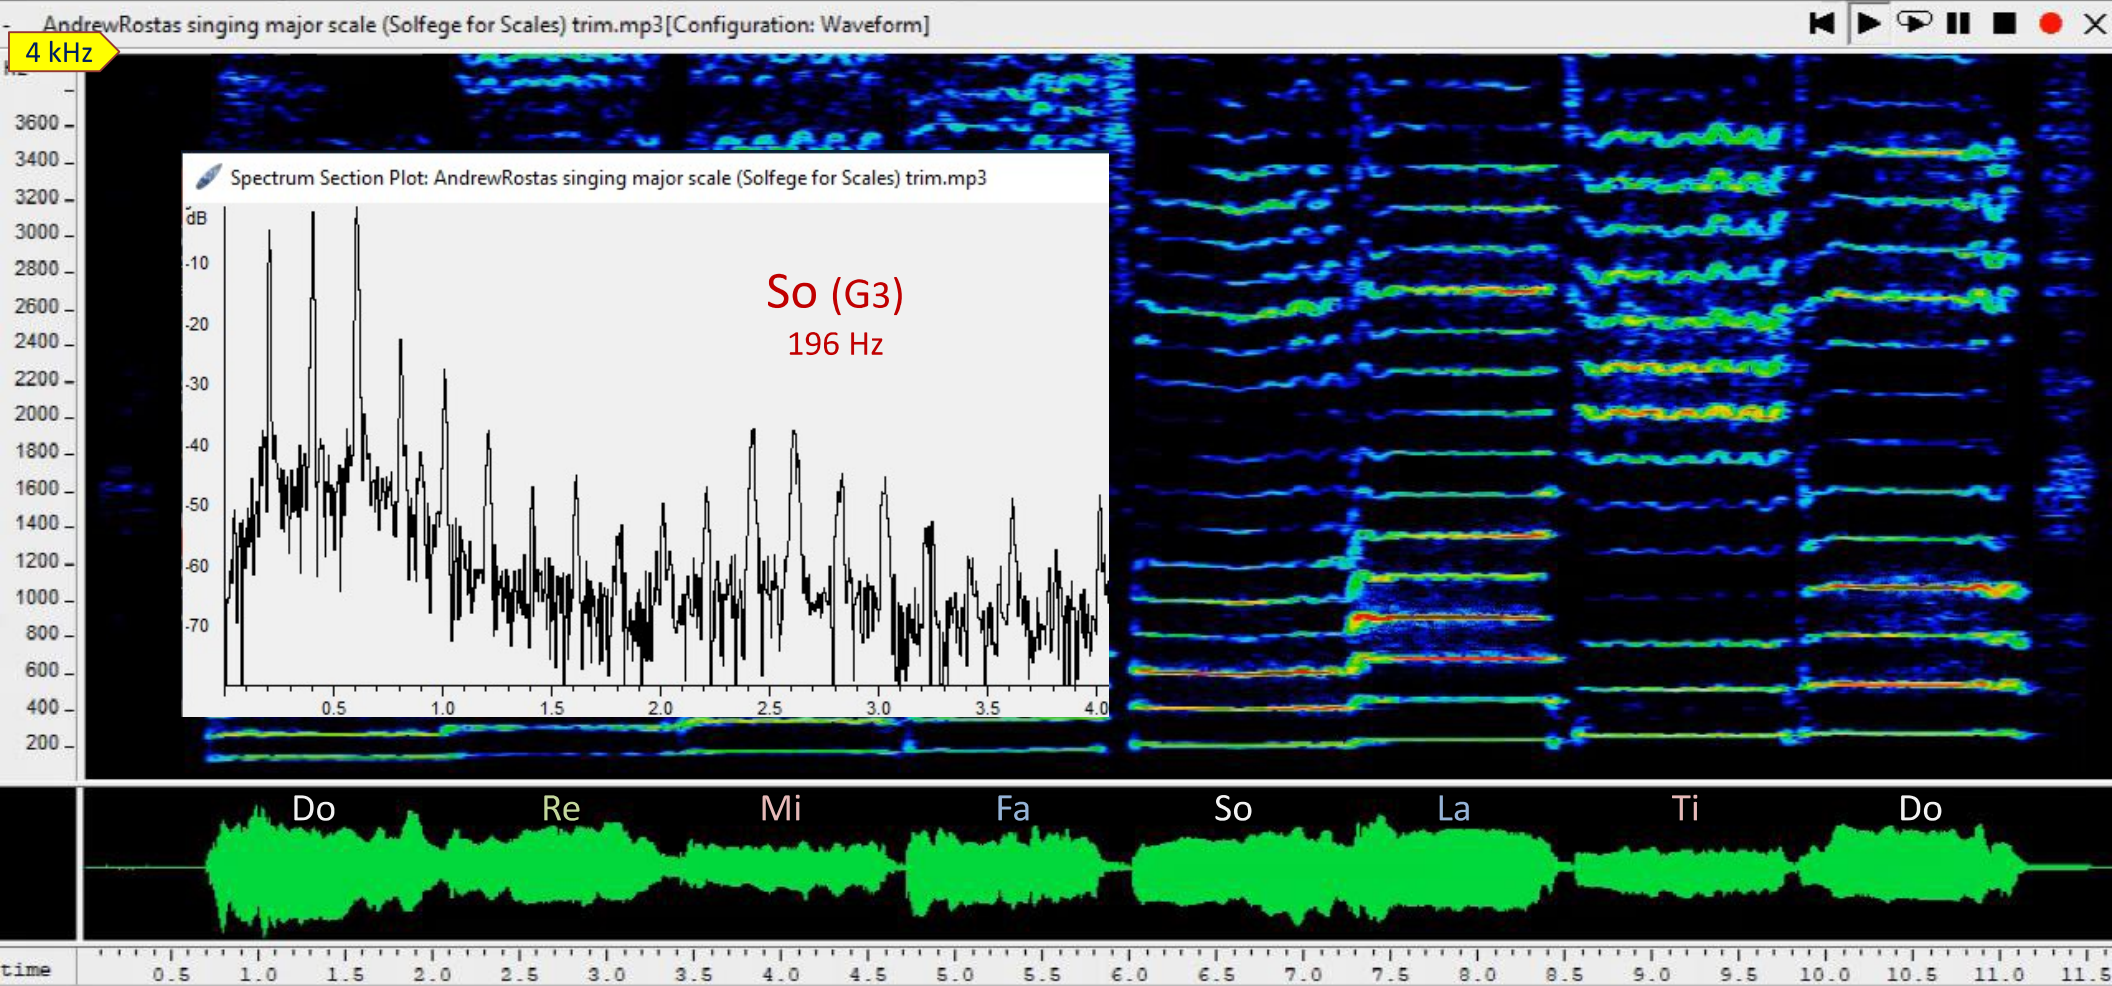 AndrewRostas singing major scale (Solfege for Scales) trim.mp3[Configuration: Waveform]
4 kHz
3600
3400
3200
3000
2800
2600
2400
2200
2000
1800
1600
1400
1200
1000
800
600
400
200
Spectrum Section Plot: AndrewRostas singing major scale (Solfege for Scales) trim.mp3
dB
-10
-20
-30
-40
-50
-60
-70
So (G3)
196 Hz
0.5 1.0 1.5 2.0 2.5 3.0 3.5 4.0
Do Re Mi Fa So La Ti Do
time 0.5 1.0 1.5 2.0 2.5 3.0 3.5 4.0 4.5 5.0 5.5 6.0 6.5 7.0 7.5 8.0 8.5 9.0 9.5 10.0 10.5 11.0 11.5